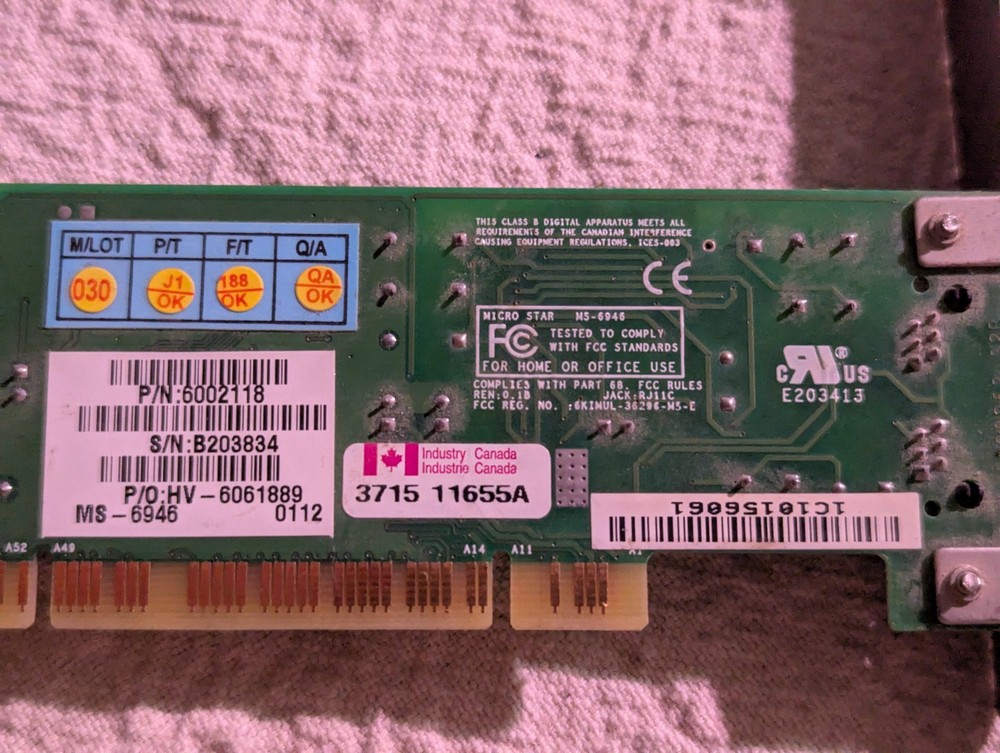 M/LOT P/T F/T Q/A
030 J1 OK 188 OK QA OK
P/N:6002118
S/N:B203834
P/O:HV-6061889
MS-6946 0112
THIS CLASS B DIGITAL APPARATUS MEETS ALL
REQUIREMENTS OF THE CANADIAN INTERFERENCE
CAUSING EQUIPMENT REGULATIONS, ICES-003
CE
MICRO STAR MS-6946
FC TESTED TO COMPLY
WITH FCC STANDARDS
FOR HOME OR OFFICE USE
COMPLIES WITH PART 68. FCC RULES
REN:0.1B JACK:RJ11C
FCC REG. NO. :6KIMUL-36296-M5-E
C RU ® US
E203413
Industry Canada
Industrie Canada
3715 11655A
1C10156061
A52 A49 A14 A11 A1